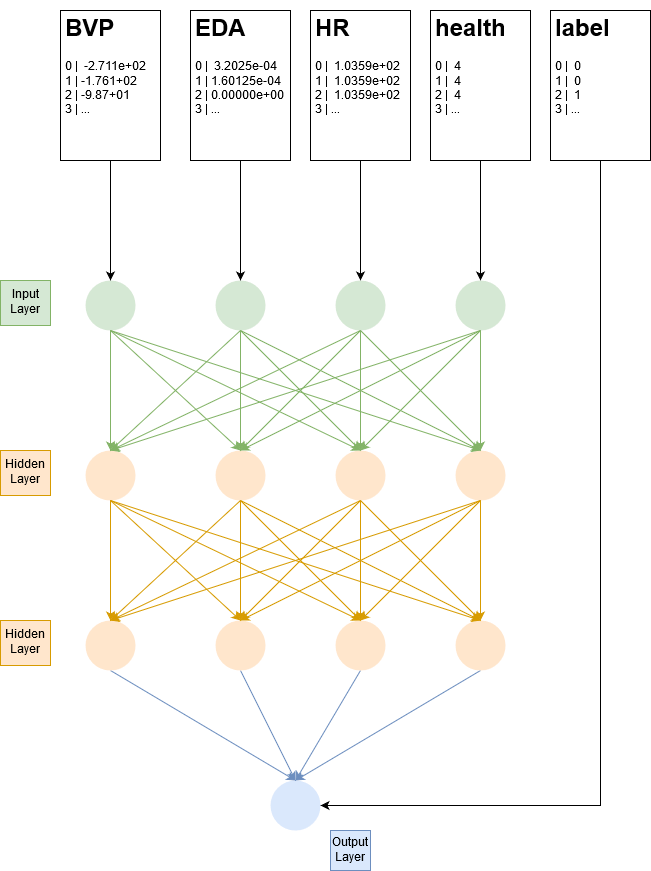 BVP
0 | -2.711e+02
1 | -1.761+02
2 | -9.87+01
3 | ...
EDA
0 | 3.2025e-04
1 | 1.60125e-04
2 | 0.00000e+00
3 | ...
HR
0 | 1.0359e+02
1 | 1.0359e+02
2 | 1.0359e+02
3 | ...
health
0 | 4
1 | 4
2 | 4
3 | ...
label
0 | 0
1 | 0
2 | 1
3 | ...
Input
Layer
Hidden
Layer
Hidden
Layer
Output
Layer